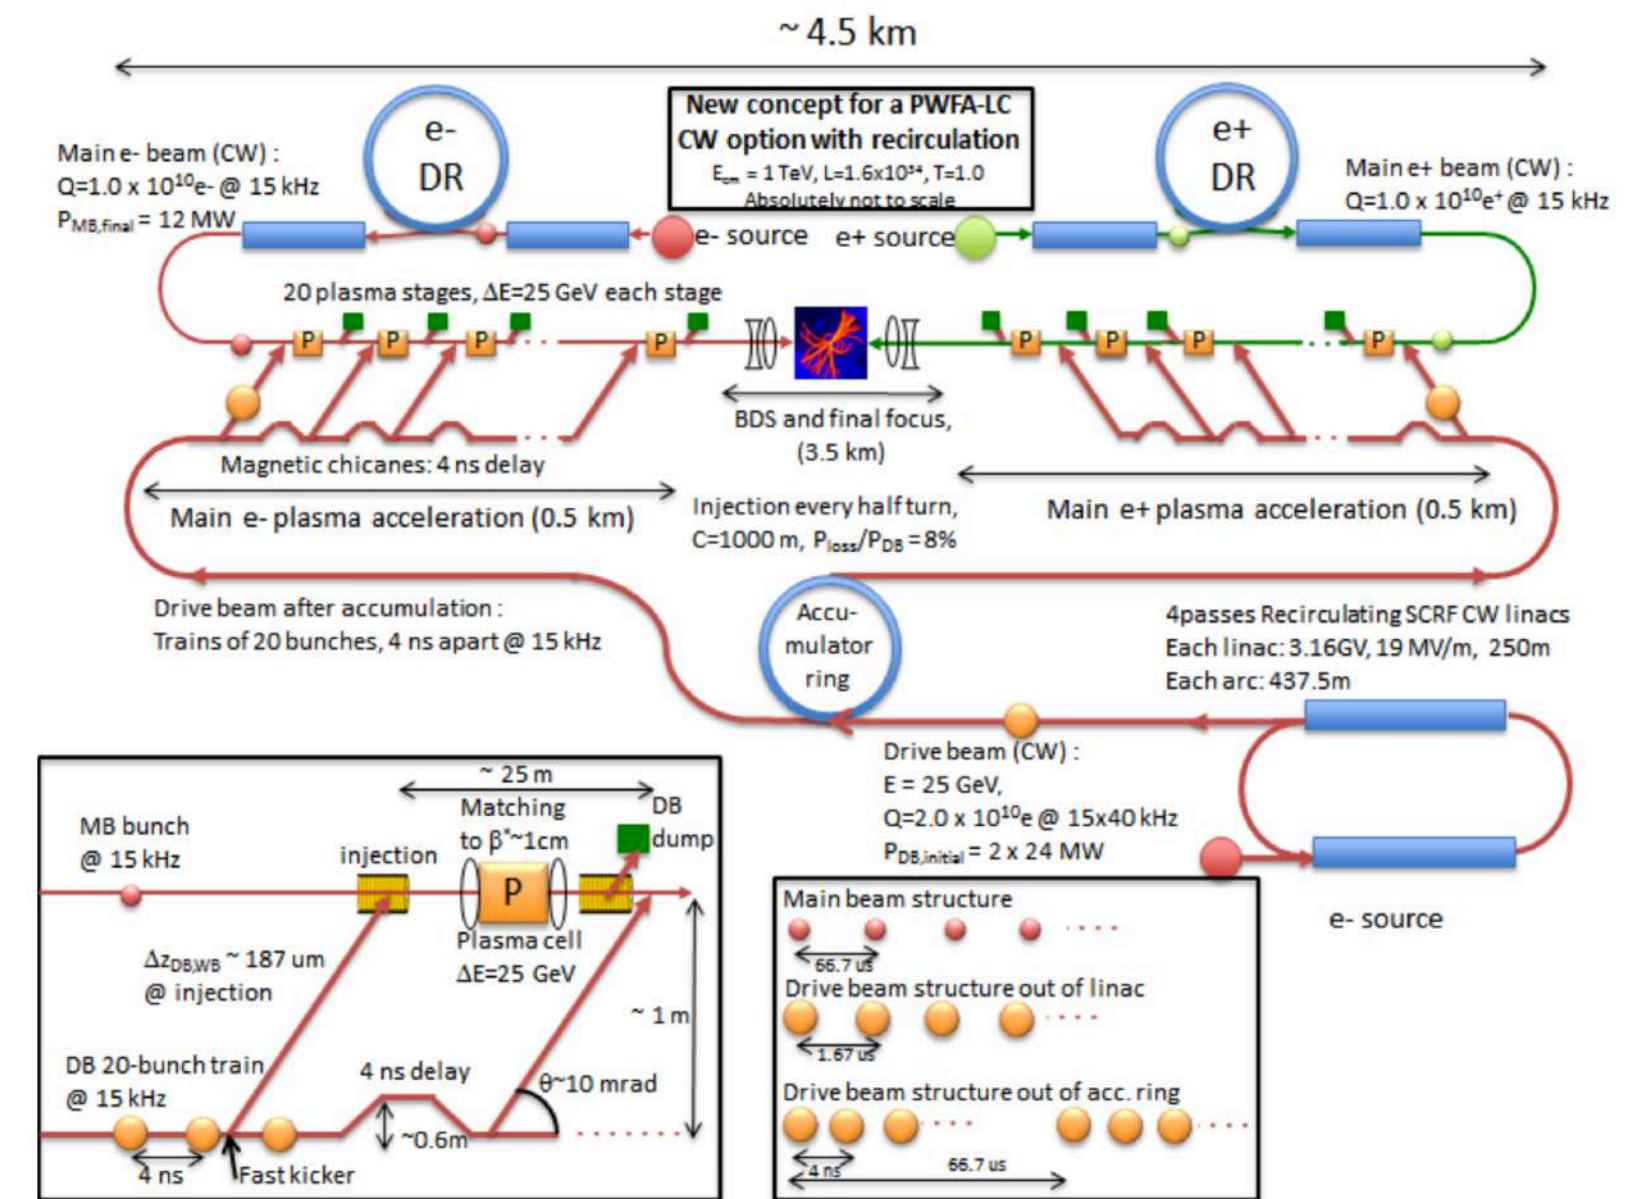 ~ 4.5 km
New concept for a PWFA-LC
CW option with recirculation
E_cm = 1 TeV, L=1.6x10³⁴, T=1.0
Absolutely not to scale
e-
DR
e+
DR
Main e- beam (CW) :
Q=1.0 x 10¹⁰e- @ 15 kHz
P_MB,final = 12 MW
Main e+ beam (CW) :
Q=1.0 x 10¹⁰e⁺ @ 15 kHz
e- source
e+ source
20 plasma stages, ΔE=25 GeV each stage
P
P
P
P
P
P
P
P
BDS and final focus,
(3.5 km)
Magnetic chicanes: 4 ns delay
Main e- plasma acceleration (0.5 km)
Injection every half turn,
C=1000 m, P_loss/P_DB = 8%
Main e+ plasma acceleration (0.5 km)
Drive beam after accumulation :
Trains of 20 bunches, 4 ns apart @ 15 kHz
Accu-
mulator
ring
4passes Recirculating SCRF CW linacs
Each linac: 3.16GV, 19 MV/m, 250m
Each arc: 437.5m
Drive beam (CW) :
E = 25 GeV,
Q=2.0 x 10¹⁰e @ 15x40 kHz
P_DB,initial = 2 x 24 MW
e- source
~ 25 m
MB bunch
@ 15 kHz
injection
Matching
to β*~1cm
DB
dump
P
Plasma cell
ΔE=25 GeV
Δz_DB,WB ~ 187 um
@ injection
~ 1 m
DB 20-bunch train
@ 15 kHz
4 ns delay
θ~10 mrad
~0.6m
4 ns
Fast kicker
Main beam structure
66.7 us
Drive beam structure out of linac
1.67 us
Drive beam structure out of acc. ring
4 ns
66.7 us